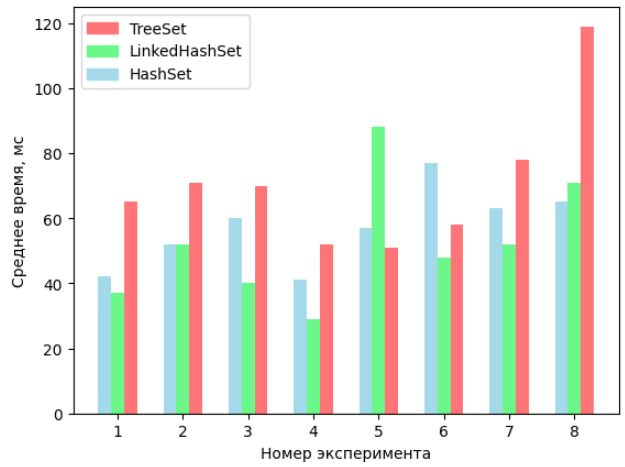 TreeSet
LinkedHashSet
HashSet
Среднее время, мс
120
100
80
60
40
20
0
1 2 3 4 5 6 7 8
Номер эксперимента